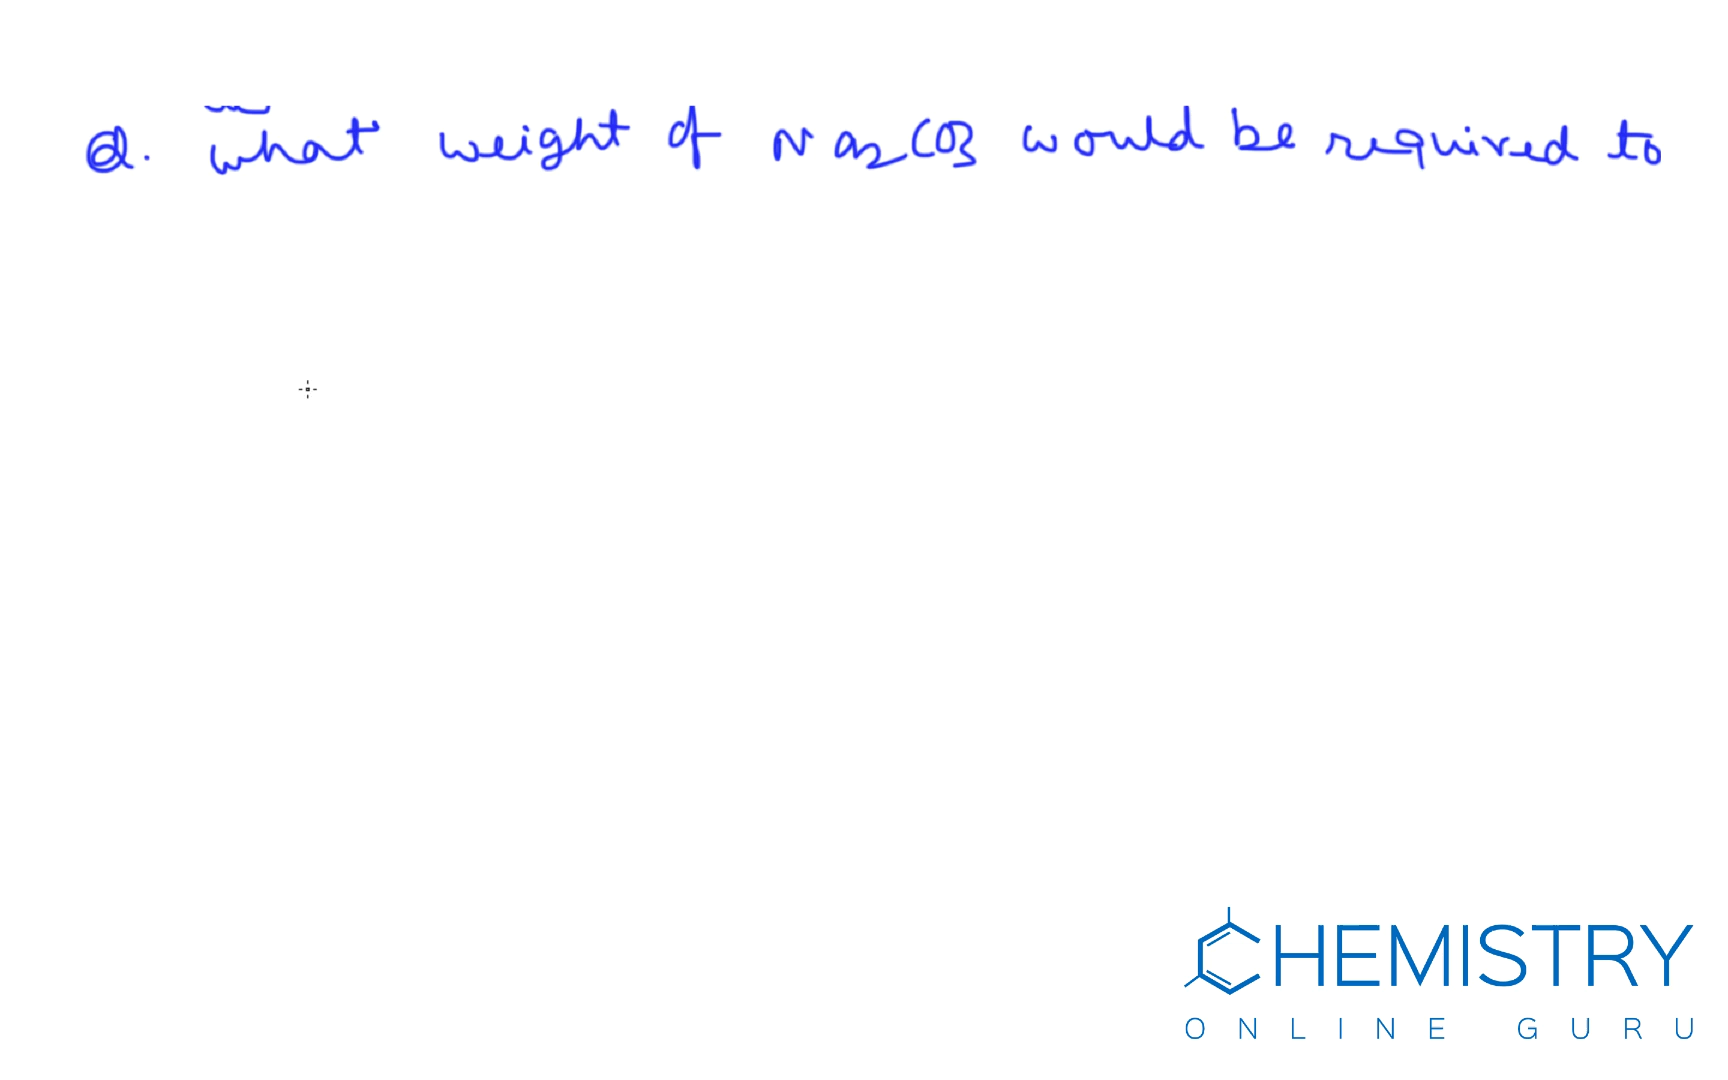 Q. What weight of Na2CO3 would be required to
CHEMISTRY
ONLINE GURU